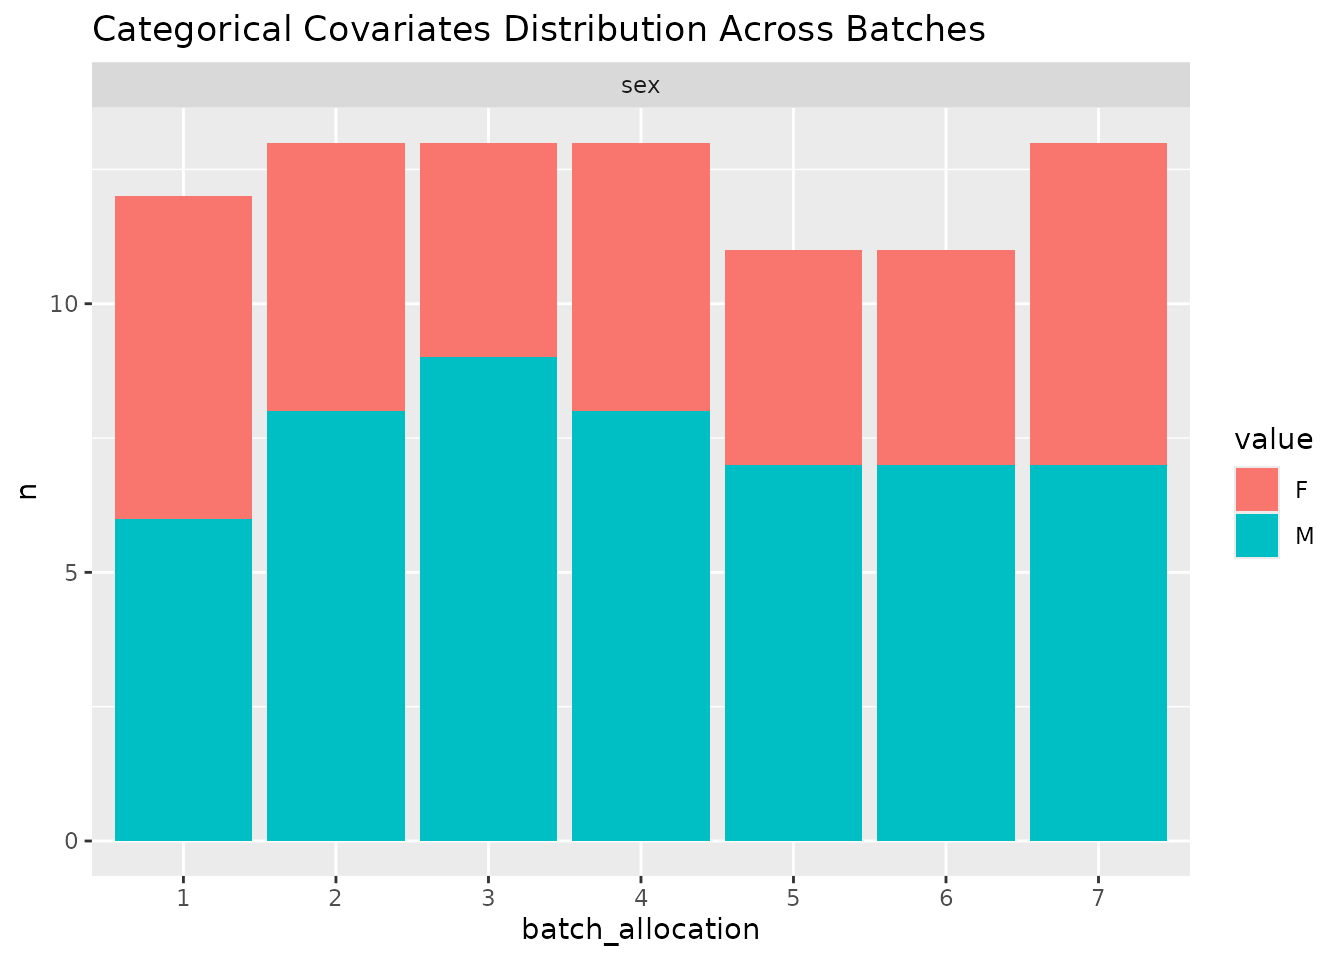 Categorical Covariates Distribution Across Batches
sex
n
10
5
0
1 2 3 4 5 6 7
batch_allocation
value
F
M